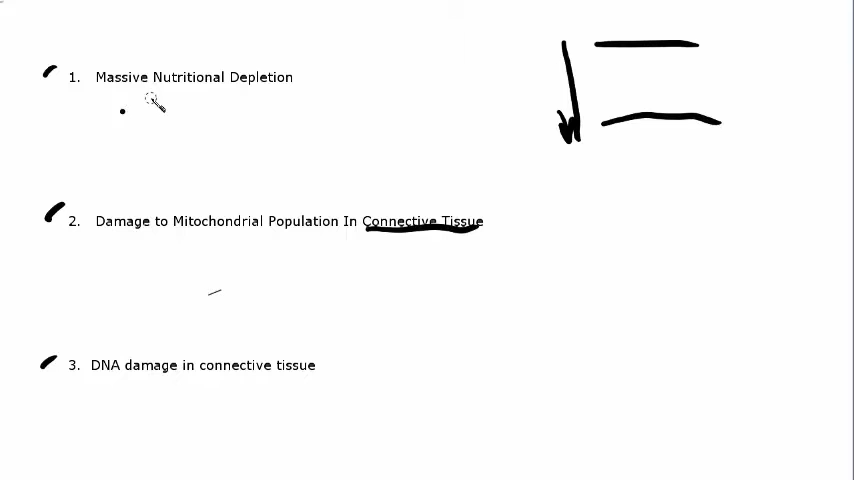 1. Massive Nutritional Depletion
2. Damage to Mitochondrial Population In Connective Tissue
3. DNA damage in connective tissue